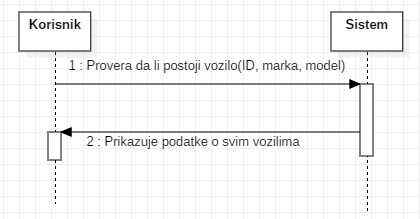 Korisnik
Sistem
1 : Provera da li postoji vozilo(ID, marka, model)
2 : Prikazuje podatke o svim vozilima